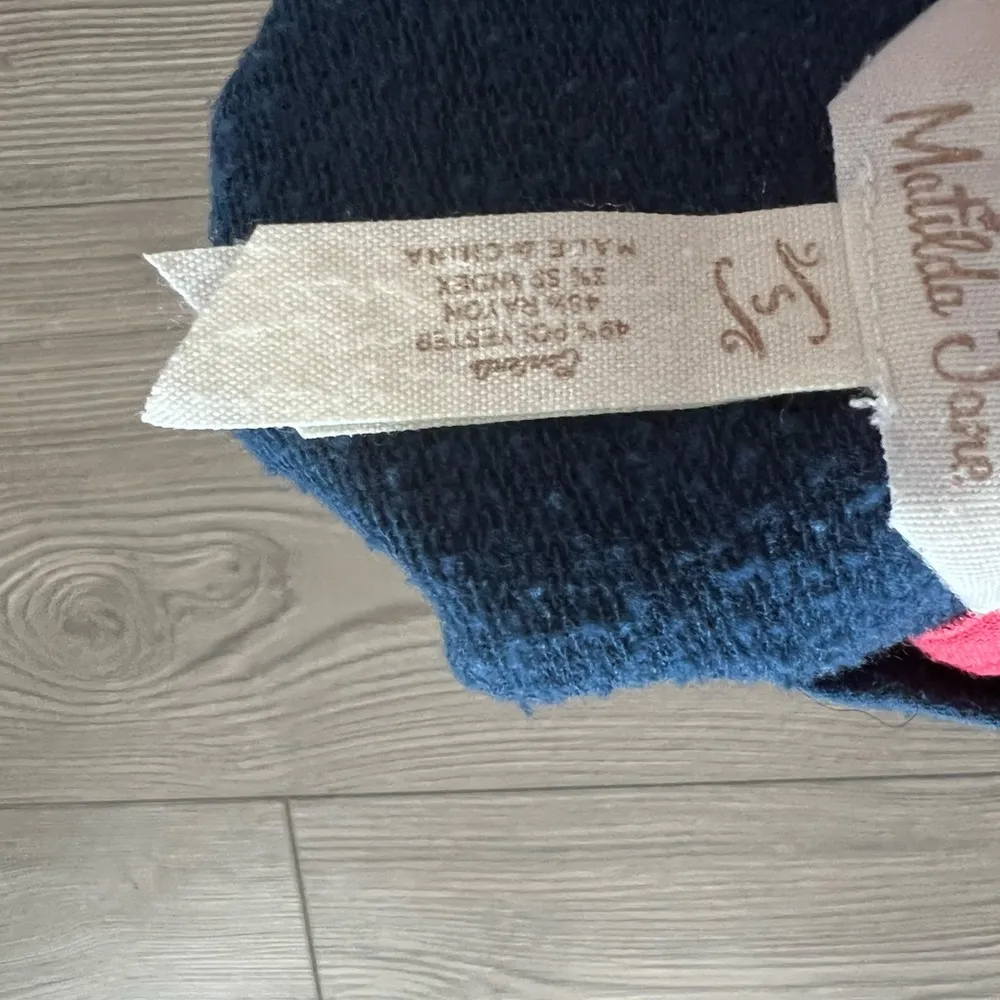 Matilda Jane
S
Contents
49% POLYESTER
48% RAYON
3% SPANDEX
MADE IN CHINA